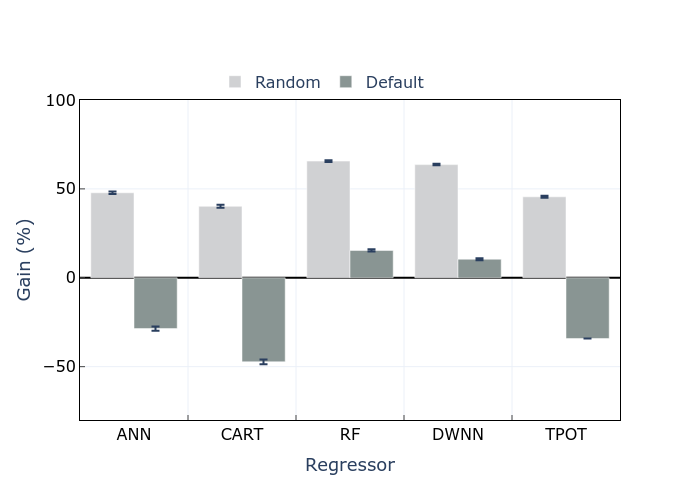 Random Default
100
50
0
−50
Gain (%)
ANN CART RF DWNN TPOT
Regressor